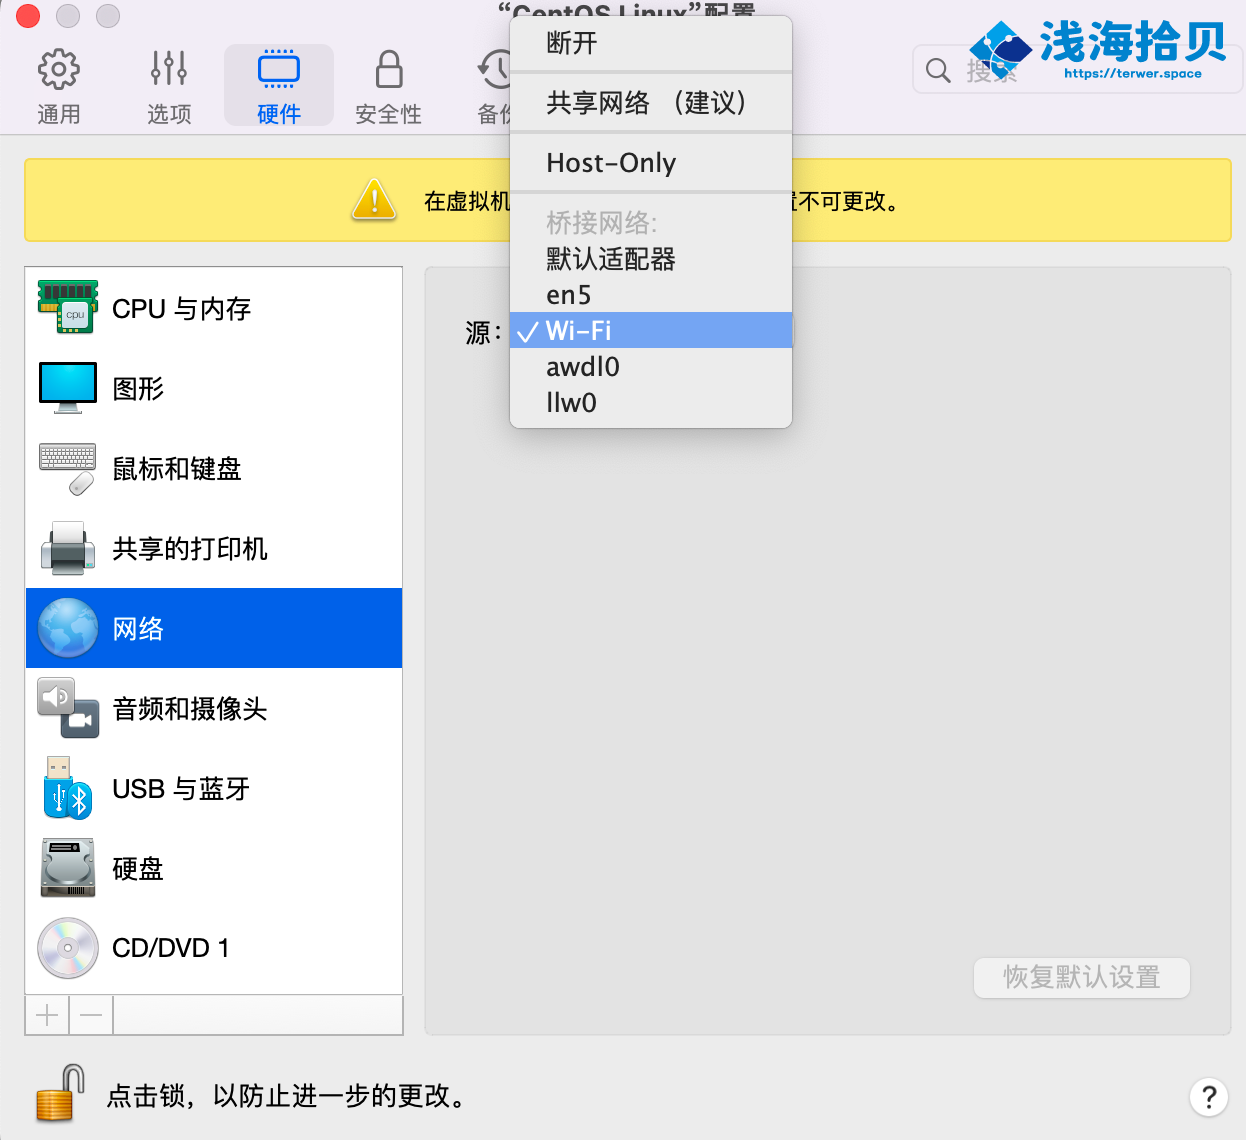 “CentOS Linux”配置
通用
选项
硬件
安全性
备份
搜索
浅海拾贝
https://terwer.space
断开
共享网络 （建议）
Host-Only
桥接网络:
默认适配器
en5
Wi-Fi
awdl0
llw0
在虚拟机
置不可更改。
源：
CPU 与内存
图形
鼠标和键盘
共享的打印机
网络
音频和摄像头
USB 与蓝牙
硬盘
CD/DVD 1
恢复默认设置
点击锁，以防止进一步的更改。
?